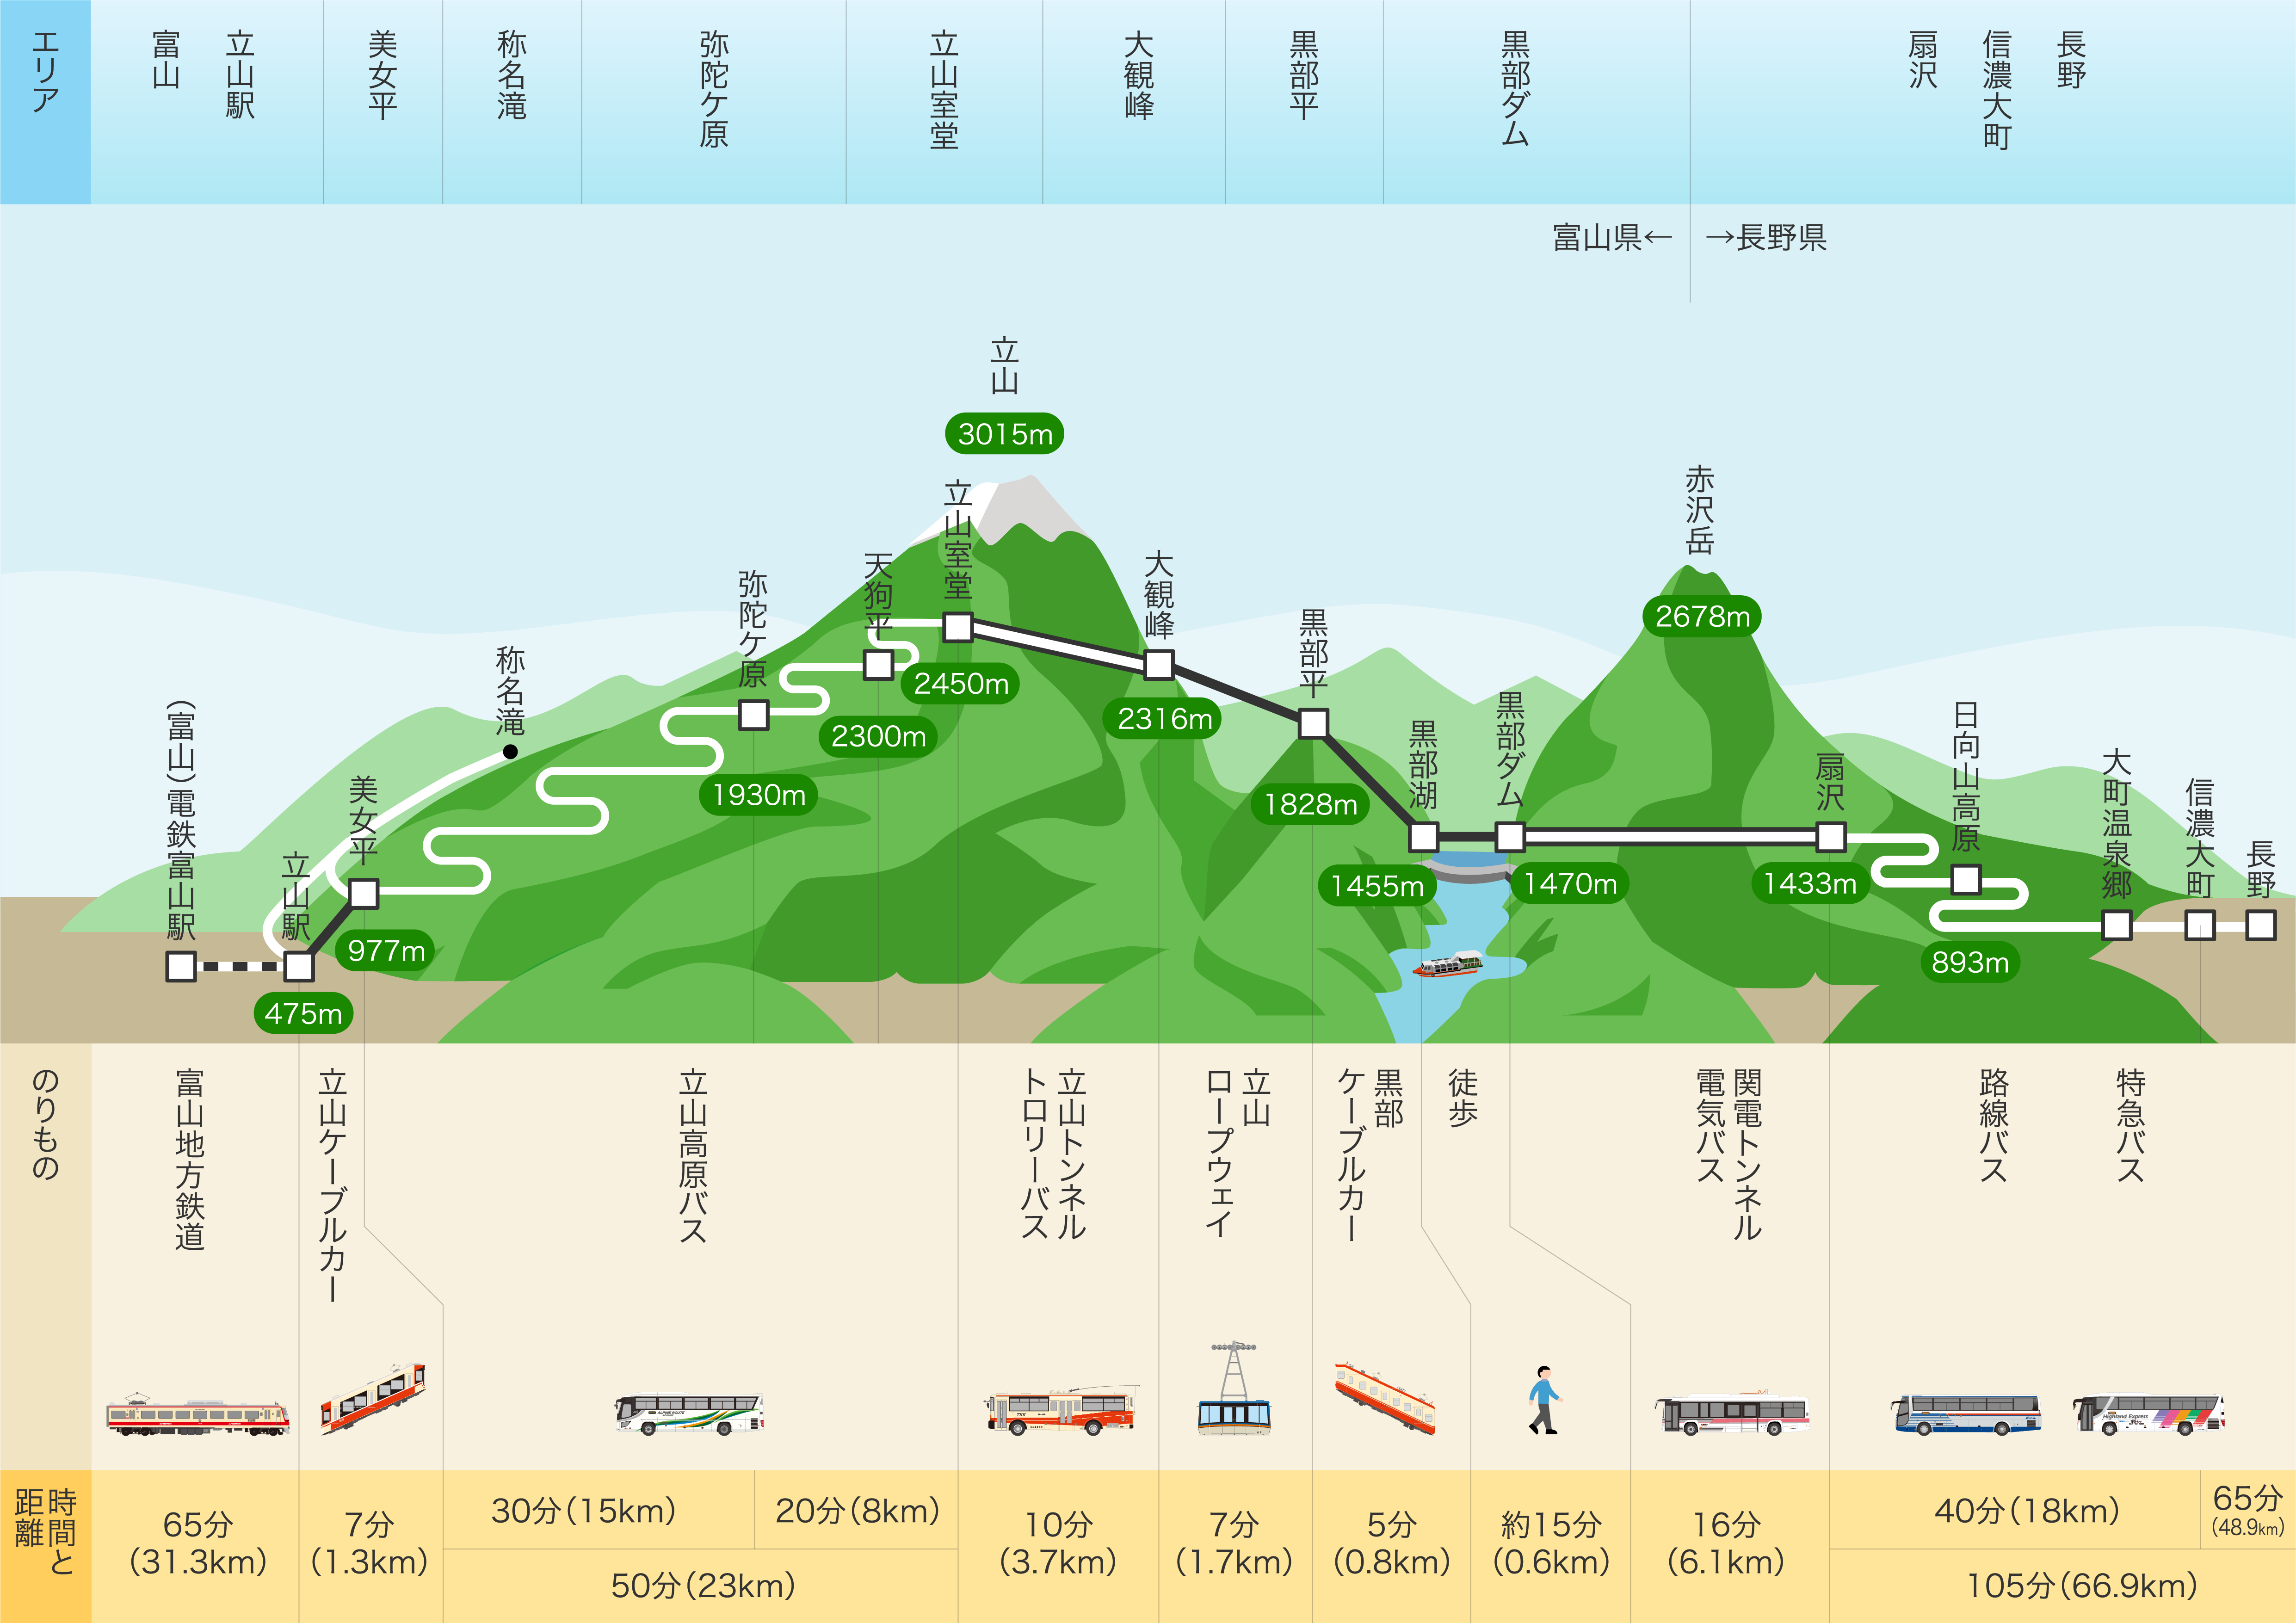 エリア
富山
立山駅
美女平
称名滝
弥陀ケ原
立山室堂
大観峰
黒部平
黒部ダム
扇沢
信濃大町
長野
富山県←
→長野県
立山
3015m
立山室堂
2450m
天狗平
2300m
弥陀ケ原
1930m
称名滝
美女平
977m
立山駅
475m
（富山）電鉄富山駅
大観峰
2316m
黒部平
1828m
黒部湖
1455m
黒部ダム
1470m
赤沢岳
2678m
扇沢
1433m
日向山高原
893m
大町温泉郷
信濃大町
長野
のりもの
富山地方鉄道
立山ケーブルカー
立山高原バス
立山トンネル
トロリーバス
立山
ロープウェイ
黒部
ケーブルカー
徒歩
関電トンネル
電気バス
路線バス
特急バス
Highland Express
時間と
距離
65分
（31.3km）
7分
（1.3km）
30分（15km）
20分（8km）
50分（23km）
10分
（3.7km）
7分
（1.7km）
5分
（0.8km）
約15分
（0.6km）
16分
（6.1km）
40分（18km）
65分
（48.9km）
105分（66.9km）